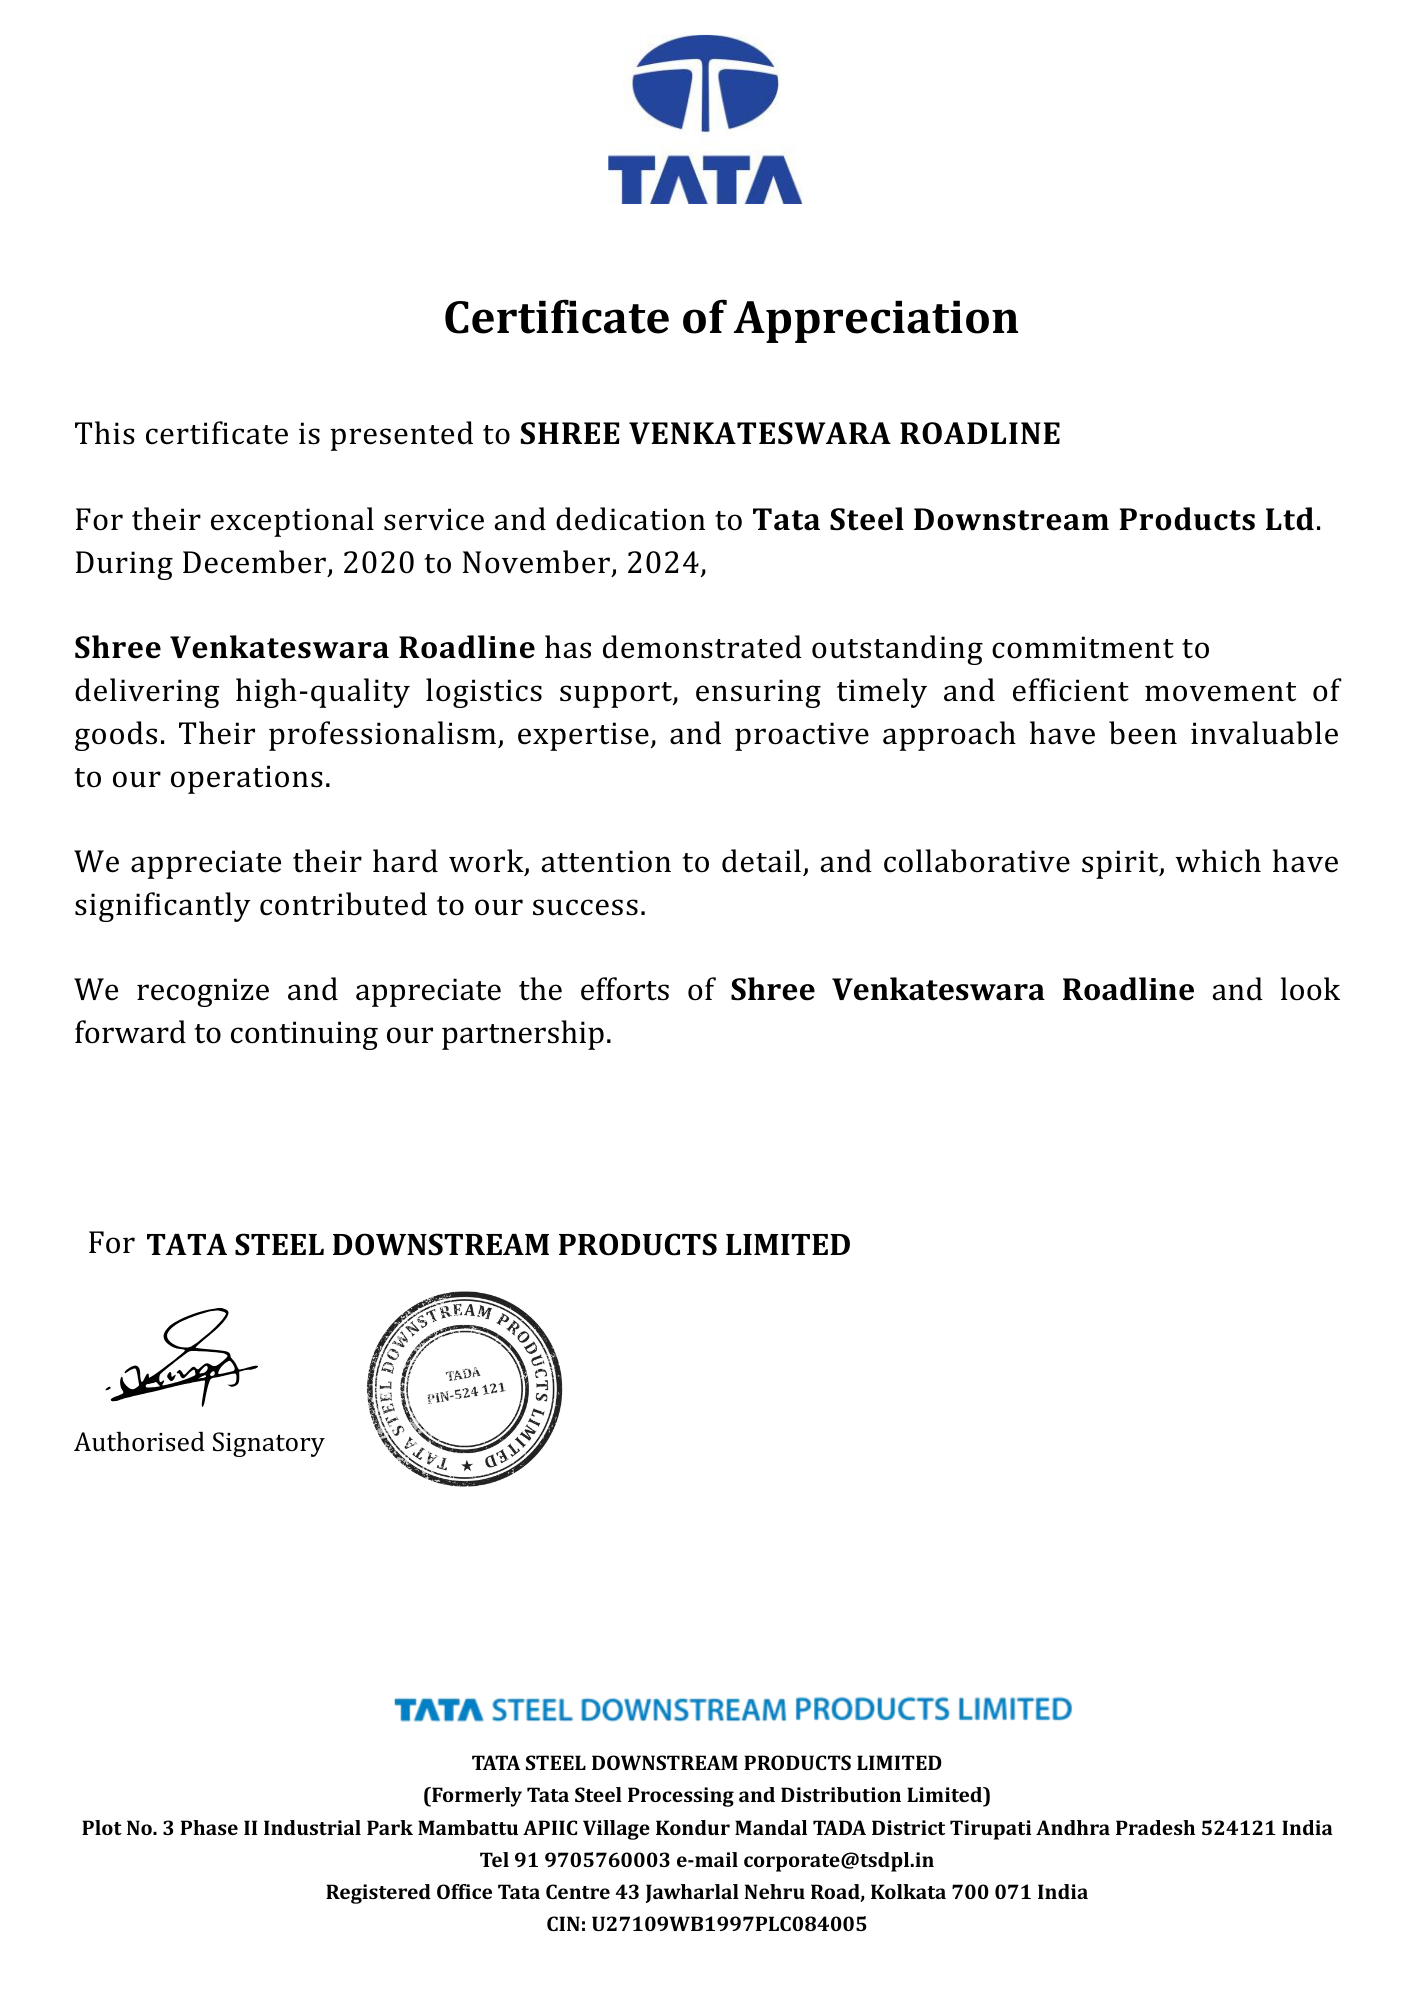 TATA
Certificate of Appreciation
This certificate is presented to SHREE VENKATESWARA ROADLINE
For their exceptional service and dedication to Tata Steel Downstream Products Ltd.
During December, 2020 to November, 2024,
Shree Venkateswara Roadline has demonstrated outstanding commitment to
delivering high-quality logistics support, ensuring timely and efficient movement of
goods. Their professionalism, expertise, and proactive approach have been invaluable
to our operations.
We appreciate their hard work, attention to detail, and collaborative spirit, which have
significantly contributed to our success.
We recognize and appreciate the efforts of Shree Venkateswara Roadline and look
forward to continuing our partnership.
For TATA STEEL DOWNSTREAM PRODUCTS LIMITED
TATA STEEL DOWNSTREAM PRODUCTS LIMITED ★
TADA
PIN-524 121
Authorised Signatory
TATA STEEL DOWNSTREAM PRODUCTS LIMITED
TATA STEEL DOWNSTREAM PRODUCTS LIMITED
(Formerly Tata Steel Processing and Distribution Limited)
Plot No. 3 Phase II Industrial Park Mambattu APIIC Village Kondur Mandal TADA District Tirupati Andhra Pradesh 524121 India
Tel 91 9705760003 e-mail corporate@tsdpl.in
Registered Office Tata Centre 43 Jawharlal Nehru Road, Kolkata 700 071 India
CIN: U27109WB1997PLC084005